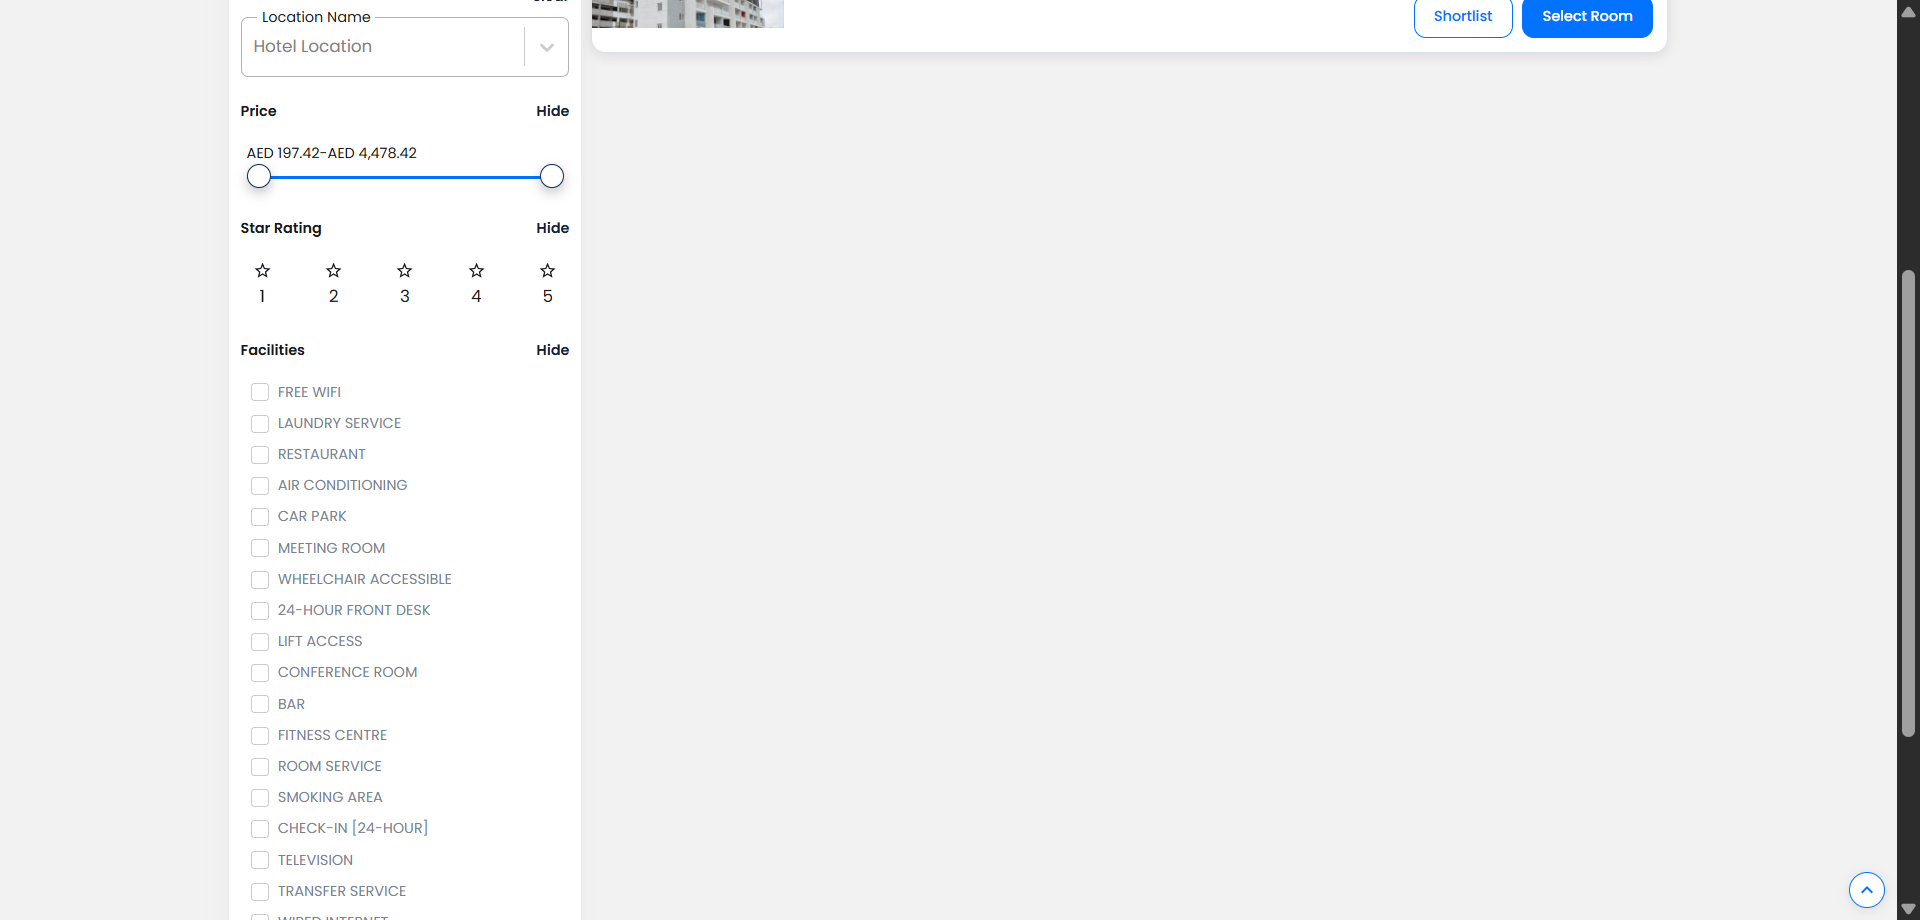 Location Name
Hotel Location
Shortlist
Select Room
Price
Hide
AED 197.42-AED 4,478.42
Star Rating
Hide
1 2 3 4 5
Facilities
Hide
FREE WIFI
LAUNDRY SERVICE
RESTAURANT
AIR CONDITIONING
CAR PARK
MEETING ROOM
WHEELCHAIR ACCESSIBLE
24-HOUR FRONT DESK
LIFT ACCESS
CONFERENCE ROOM
BAR
FITNESS CENTRE
ROOM SERVICE
SMOKING AREA
CHECK-IN [24-HOUR]
TELEVISION
TRANSFER SERVICE
WIRED INTERNET